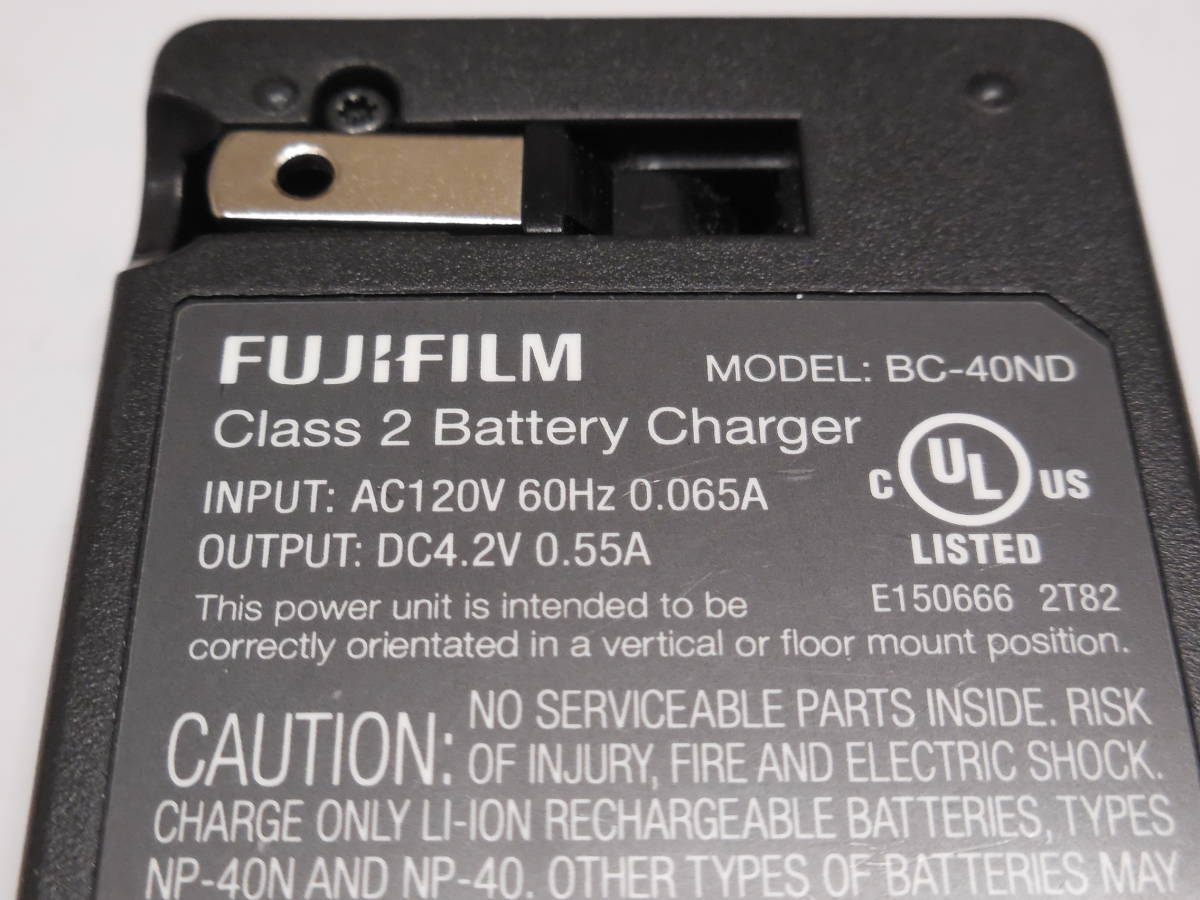 FUJIFILM MODEL: BC-40ND
Class 2 Battery Charger
INPUT: AC120V 60Hz 0.065A
OUTPUT: DC4.2V 0.55A
C UL US
LISTED
E150666 2T82
This power unit is intended to be
correctly orientated in a vertical or floor mount position.
CAUTION: NO SERVICEABLE PARTS INSIDE. RISK
OF INJURY, FIRE AND ELECTRIC SHOCK.
CHARGE ONLY LI-ION RECHARGEABLE BATTERIES, TYPES
NP-40N AND NP-40. OTHER TYPES OF BATTERIES MAY